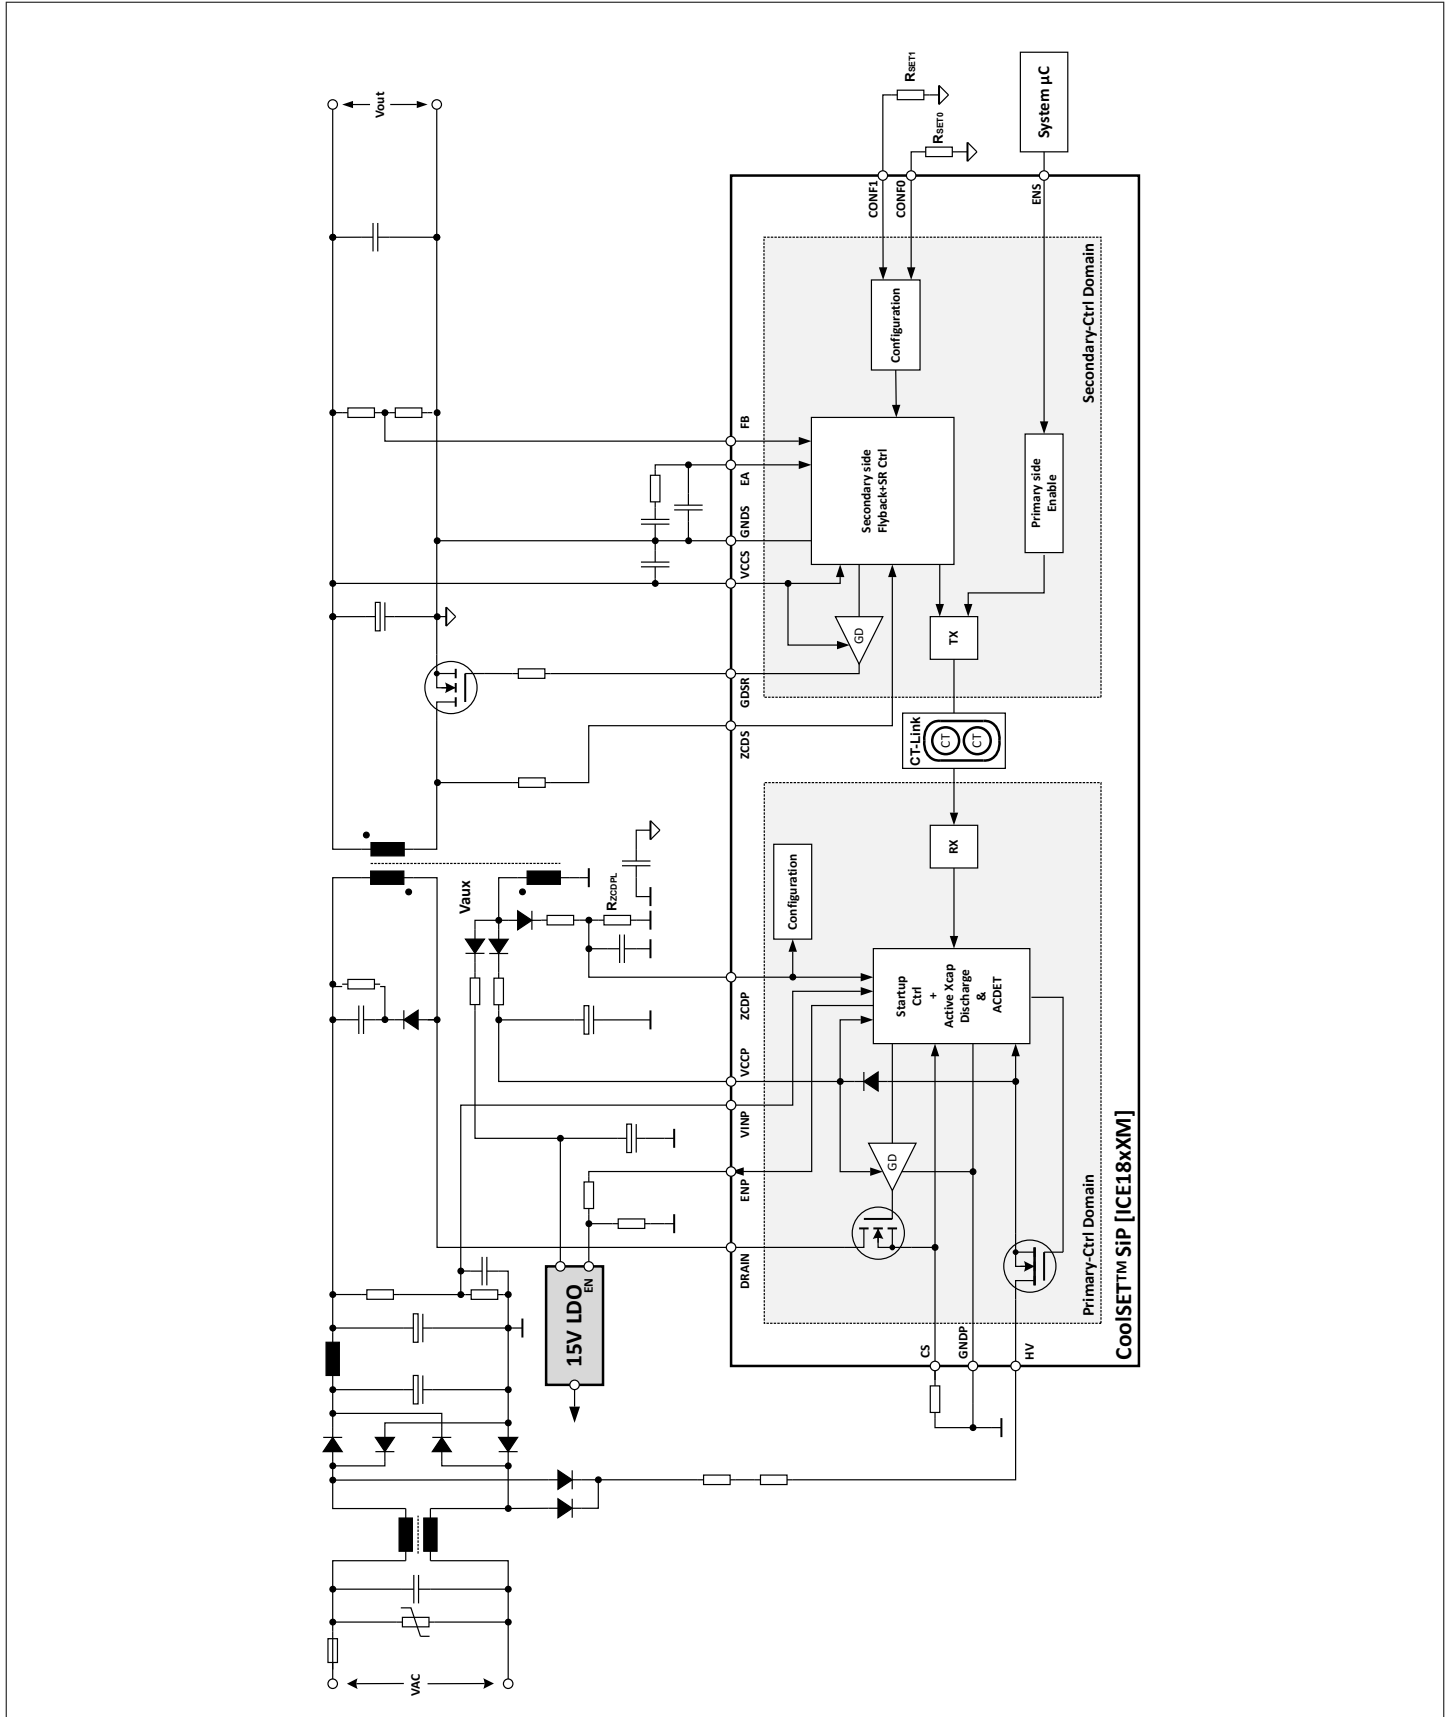 VAC
Vaux
RZCDPL
Vout
15V LDO
EN
DRAIN
ENP
VINP
VCCP
ZCDP
ZCDS
GDSR
VCCS
GNDS
EA
FB
CONF1
CONF0
RSET1
RSET0
System µC
ENS
CS
GNDP
HV
GD
Startup
Ctrl
+
Active Xcap
Discharge
&
ACDET
Configuration
RX
CT-Link
CT
CT
TX
GD
Secondary side
Flyback+SR Ctrl
Configuration
Primary side
Enable
Primary-Ctrl Domain
Secondary-Ctrl Domain
CoolSET™ SiP [ICE18xXM]